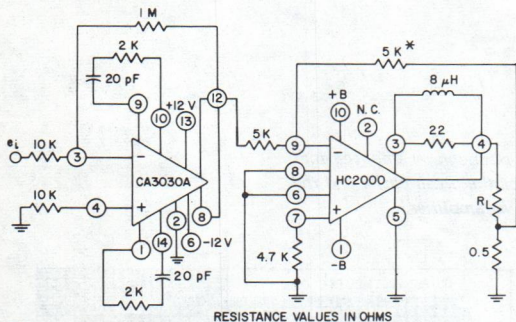 1 M
2 K
20 pF
9
10
+12 V
13
12
ei
10 K
3
−
CA3030A
10 K
4
+
1
14
2
6
8
−12 V
20 pF
2 K
5 K *
8 µH
+B
N.C.
10
2
5 K
9
−
3
22
4
8
HC2000
6
7
+
5
RL
4.7 K
1
−B
0.5
RESISTANCE VALUES IN OHMS